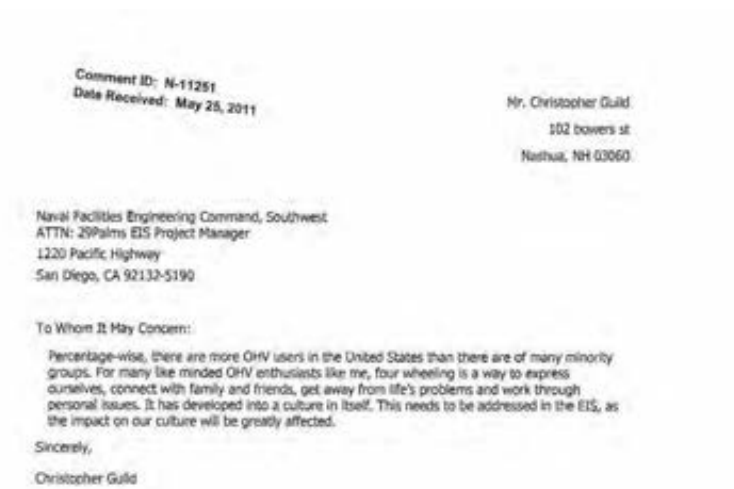 Comment ID: N-11251
Date Received: May 25, 2011
Mr. Christopher Guild
102 bowers st
Nashua, NH 03060
Naval Facilities Engineering Command, Southwest
ATTN: 29Palms EIS Project Manager
1220 Pacific Highway
San Diego, CA 92132-5190
To Whom It May Concern:
Percentage-wise, there are more OHV users in the United States than there are of many minority
groups. For many like minded OHV enthusiasts like me, four wheeling is a way to express
ourselves, connect with family and friends, get away from life's problems and work through
personal issues. It has developed into a culture in itself. This needs to be addressed in the EIS, as
the impact on our culture will be greatly affected.
Sincerely,
Christopher Guild